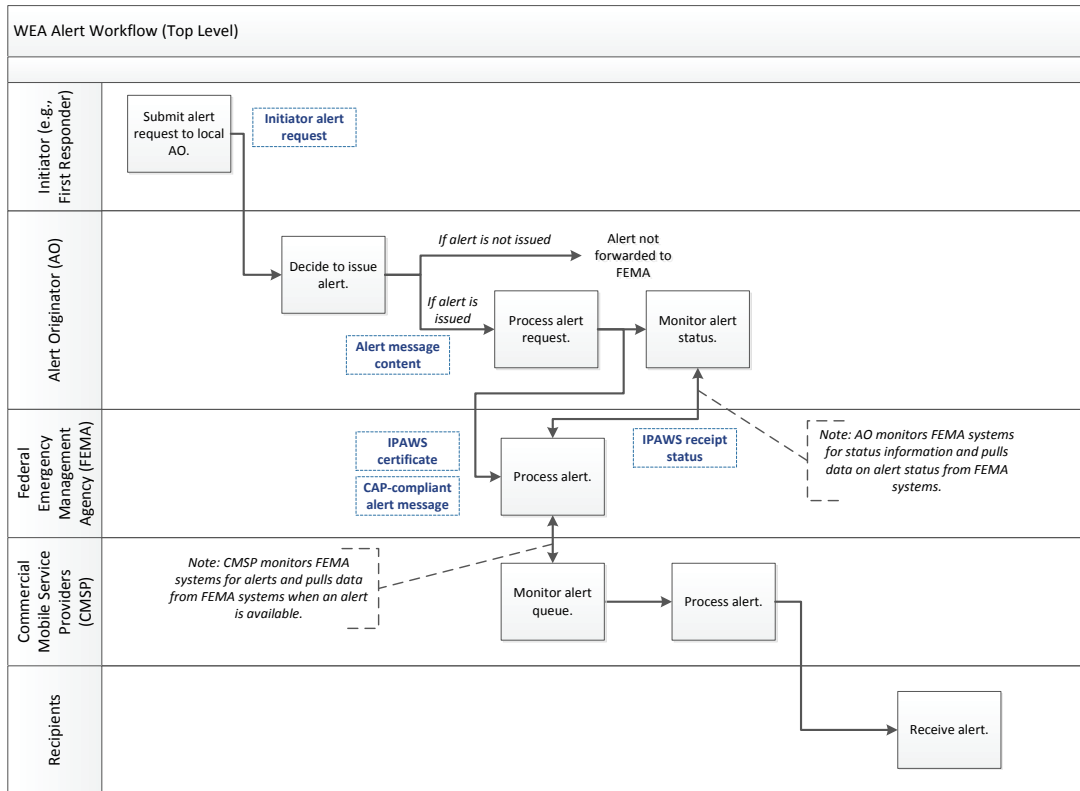 WEA Alert Workflow (Top Level)
Initiator (e.g.,
First Responder)
Submit alert
request to local
AO.
Initiator alert
request
Alert Originator (AO)
Decide to issue
alert.
If alert is not issued
Alert not
forwarded to
FEMA
If alert is
issued
Process alert
request.
Monitor alert
status.
Alert message
content
Federal
Emergency
Management
Agency (FEMA)
IPAWS
certificate
CAP-compliant
alert message
Process alert.
IPAWS receipt
status
Note: AO monitors FEMA systems
for status information and pulls
data on alert status from FEMA
systems.
Commercial
Mobile Service
Providers
(CMSP)
Note: CMSP monitors FEMA
systems for alerts and pulls data
from FEMA systems when an alert
is available.
Monitor alert
queue.
Process alert.
Recipients
Receive alert.